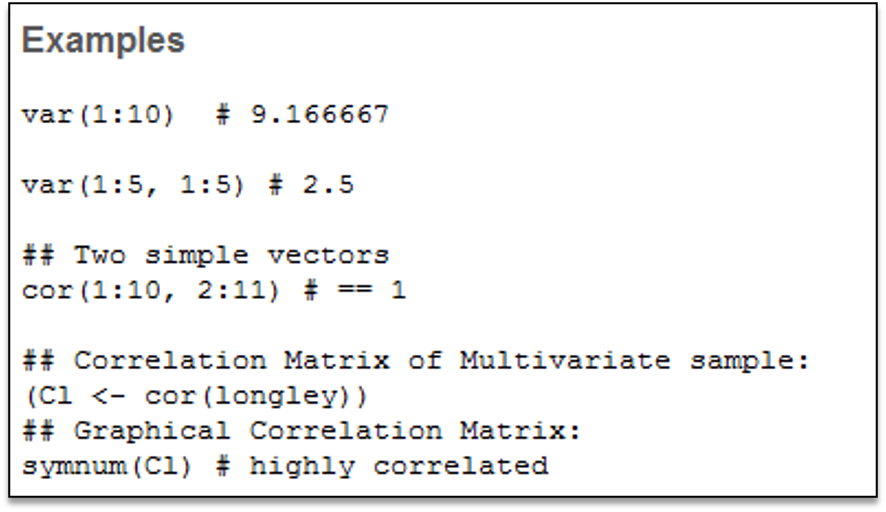 Examples
var(1:10)  # 9.166667
var(1:5, 1:5) # 2.5
## Two simple vectors
cor(1:10, 2:11) # == 1
## Correlation Matrix of Multivariate sample:
(Cl <- cor(longley))
## Graphical Correlation Matrix:
symnum(Cl) # highly correlated